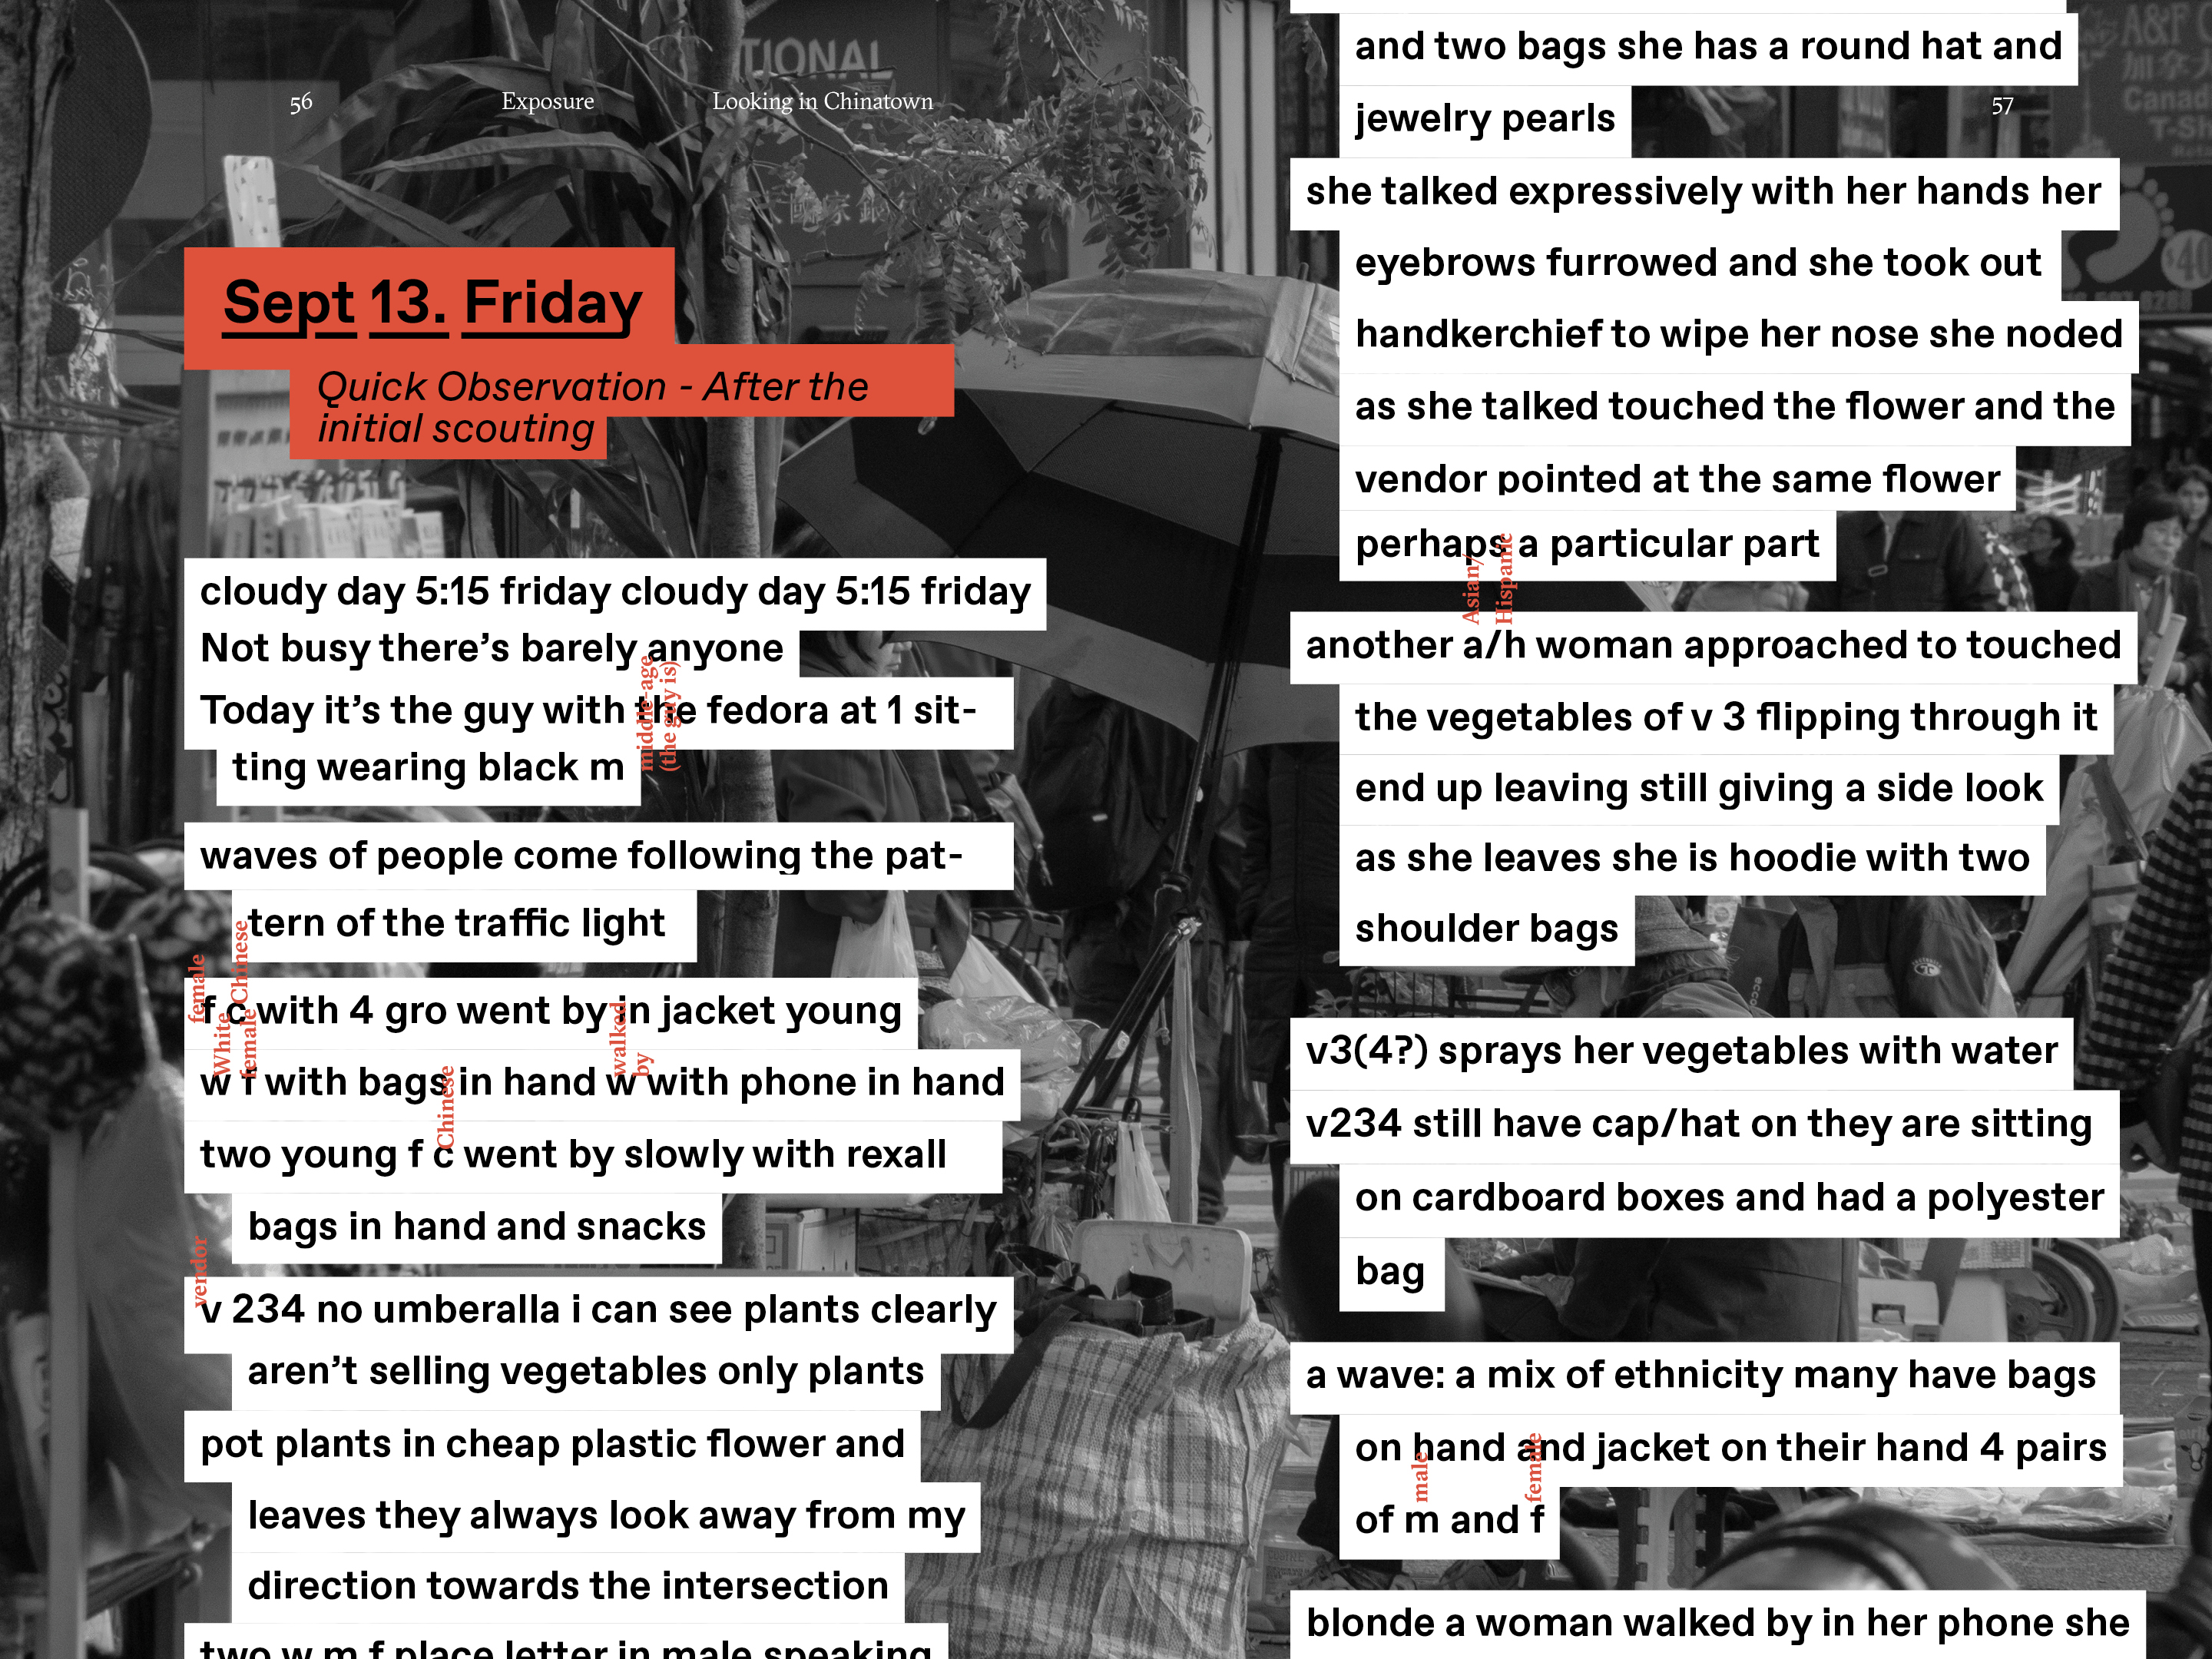 56
Exposure
Looking in Chinatown
TIONAL
Sept 13. Friday
Quick Observation - After the
initial scouting
cloudy day 5:15 friday cloudy day 5:15 friday
Not busy there's barely anyone
middle-age
(the guy is)
Today it's the guy with the fedora at 1 sit-
ting wearing black m
waves of people come following the pat-
tern of the traffic light
female
Chinese
f c with 4 gro went by in jacket young
White
female
walked
by
w f with bags in hand w with phone in hand
Chinese
two young f c went by slowly with rexall
bags in hand and snacks
vendor
v 234 no umberalla i can see plants clearly
aren't selling vegetables only plants
pot plants in cheap plastic flower and
leaves they always look away from my
direction towards the intersection
two w m f place letter in male speaking
57
A&F
Canad
T-S
$40
and two bags she has a round hat and
jewelry pearls
she talked expressively with her hands her
eyebrows furrowed and she took out
handkerchief to wipe her nose she noded
as she talked touched the flower and the
vendor pointed at the same flower
perhaps a particular part
Asian/
Hispanic
another a/h woman approached to touched
the vegetables of v 3 flipping through it
end up leaving still giving a side look
as she leaves she is hoodie with two
shoulder bags
v3(4?) sprays her vegetables with water
v234 still have cap/hat on they are sitting
on cardboard boxes and had a polyester
bag
a wave: a mix of ethnicity many have bags
on hand and jacket on their hand 4 pairs
male
female
of m and f
blonde a woman walked by in her phone she